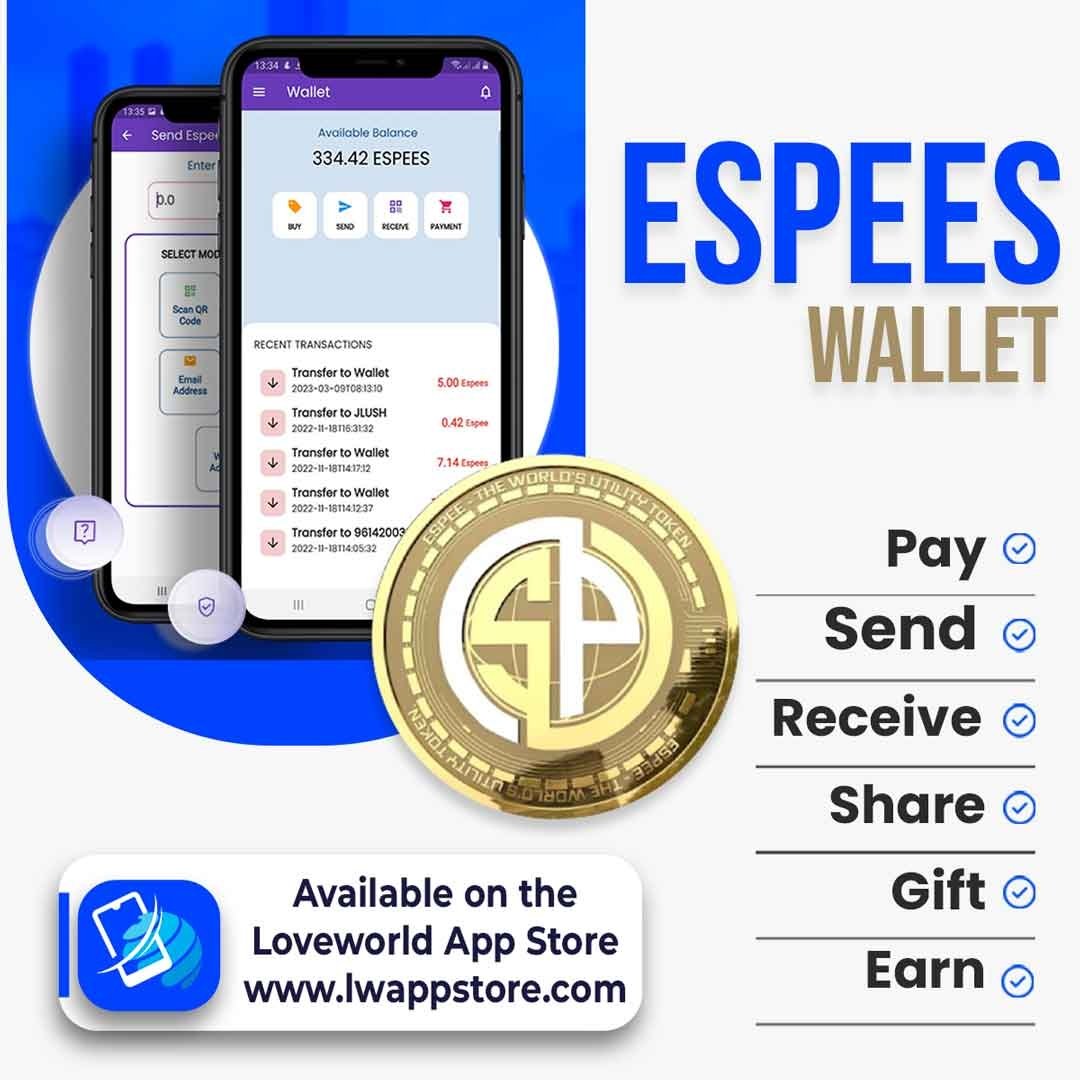 ESPEES
WALLET
13:35
Send Espe
Enter
0.0
SELECT MOD
Scan QR
Code
Email
Address
W
Ad
13:34
Wallet
Available Balance
334.42 ESPEES
BUY
SEND
RECEIVE
PAYMENT
RECENT TRANSACTIONS
Transfer to Wallet
5.00 Espees
2023-03-09T08:13:10
Transfer to JLUSH
0.42 Espee
2022-11-18T16:31:32
Transfer to Wallet
7.14 Espees
2022-11-18T14:17:12
Transfer to Wallet
2022-11-18T14:12:37
Transfer to 96142003
2022-11-18T14:05:32
ESPEE - THE WORLD'S UTILITY TOKEN
ESPEE - THE WORLD'S UTILITY TOKEN
Pay
Send
Receive
Share
Gift
Earn
Available on the
Loveworld App Store
www.lwappstore.com